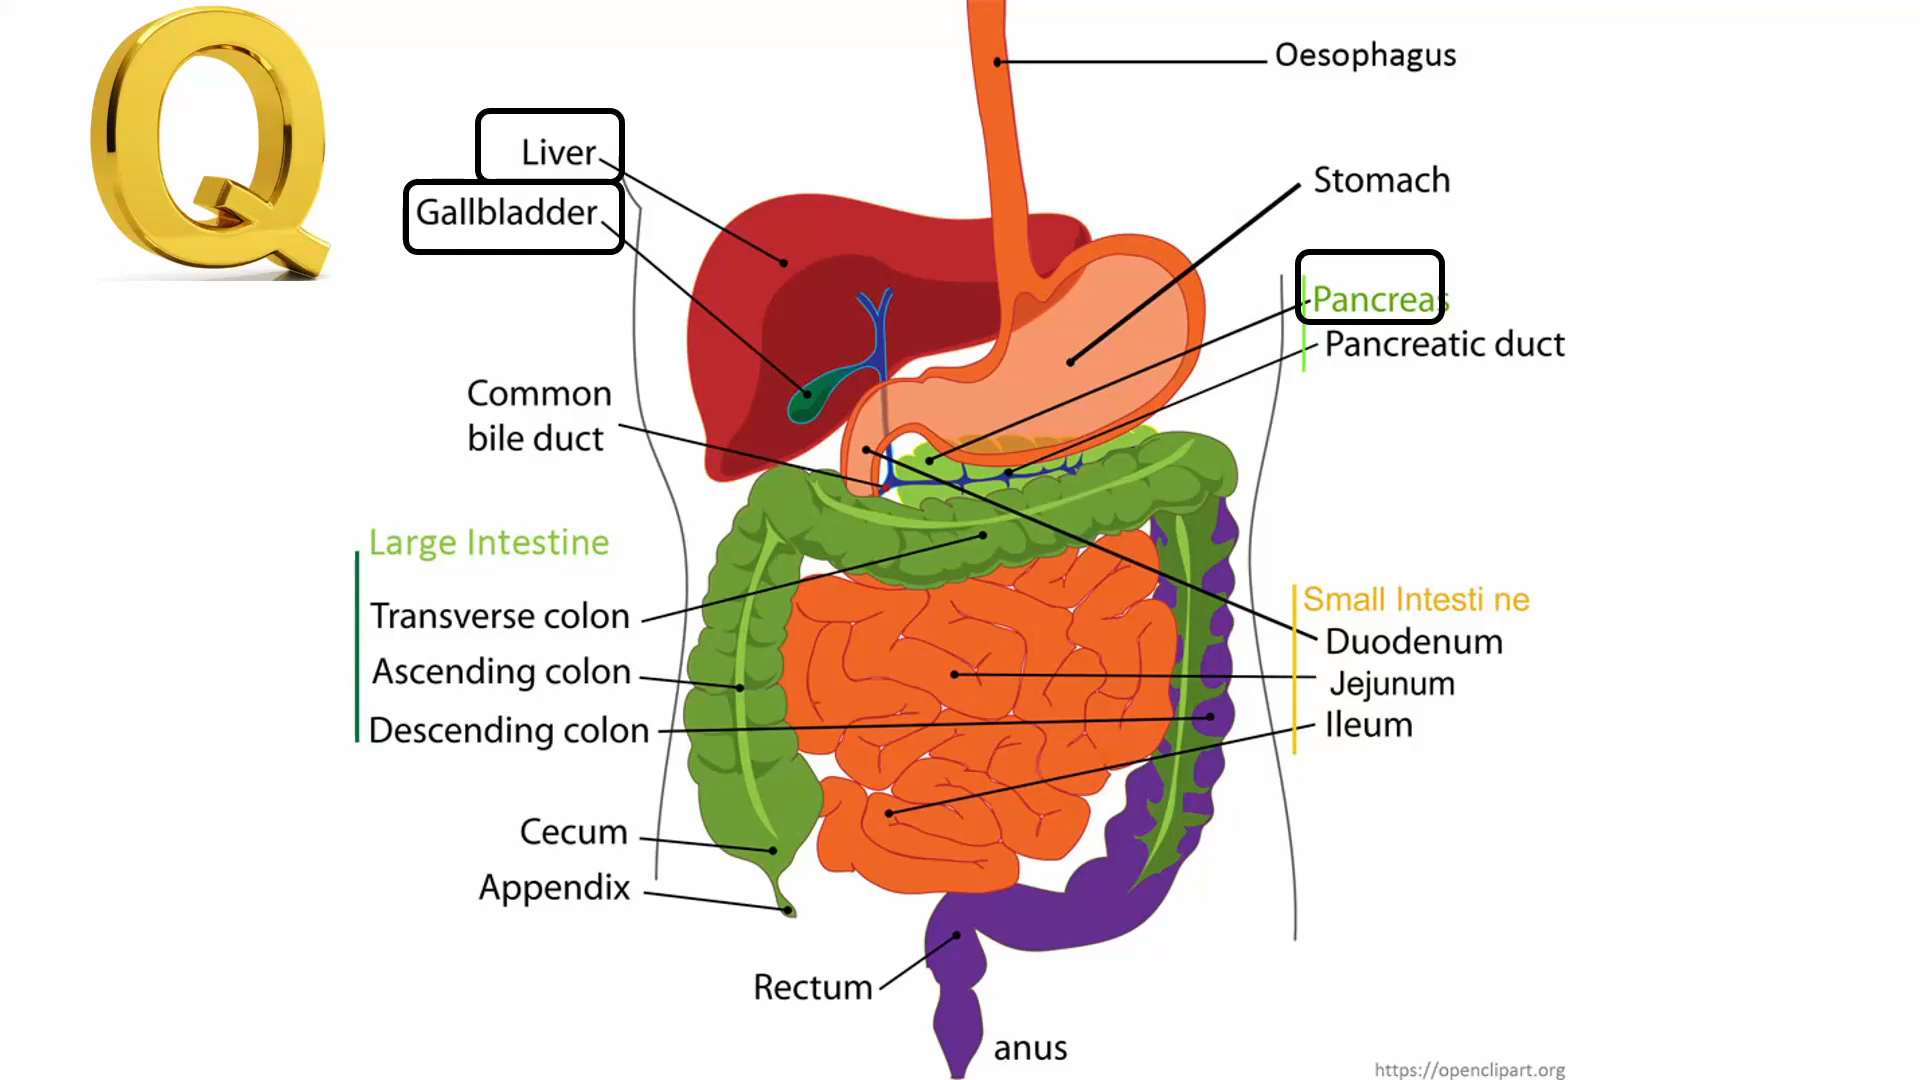 Q
Oesophagus
Liver
Stomach
Gallbladder
Pancreas
Pancreatic duct
Common
bile duct
Large Intestine
Transverse colon
Ascending colon
Descending colon
Small Intesti ne
Duodenum
Jejunum
Ileum
Cecum
Appendix
Rectum
anus
https://openclipart.org